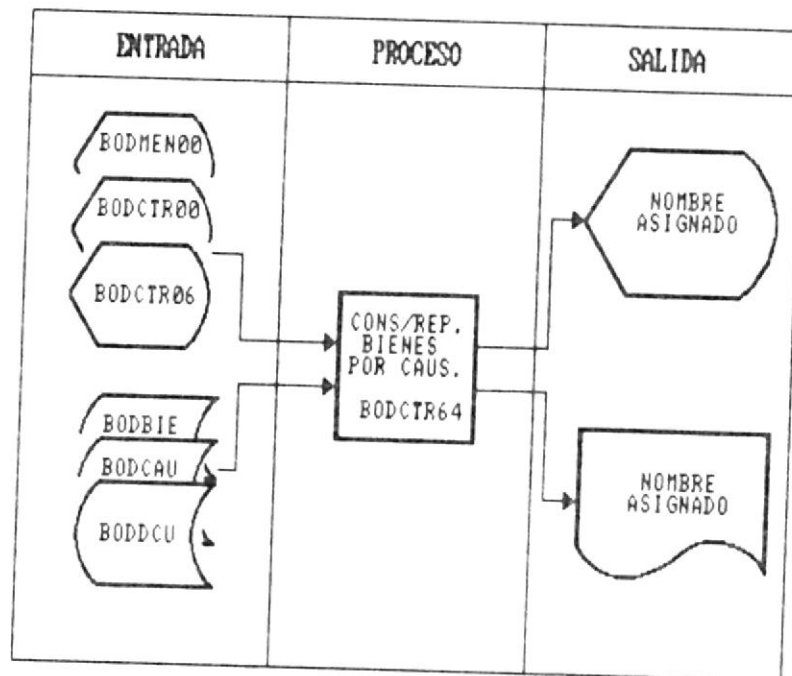 ENTRADA
PROCESO
SALIDA
BODMEN00
BODCTR00
BODCTR06
BODBIE
BODCAU
BODDCU
CONS/REP.
BIENES
POR CAUS.
BODCTR64
NOMBRE
ASIGNADO
NOMBRE
ASIGNADO